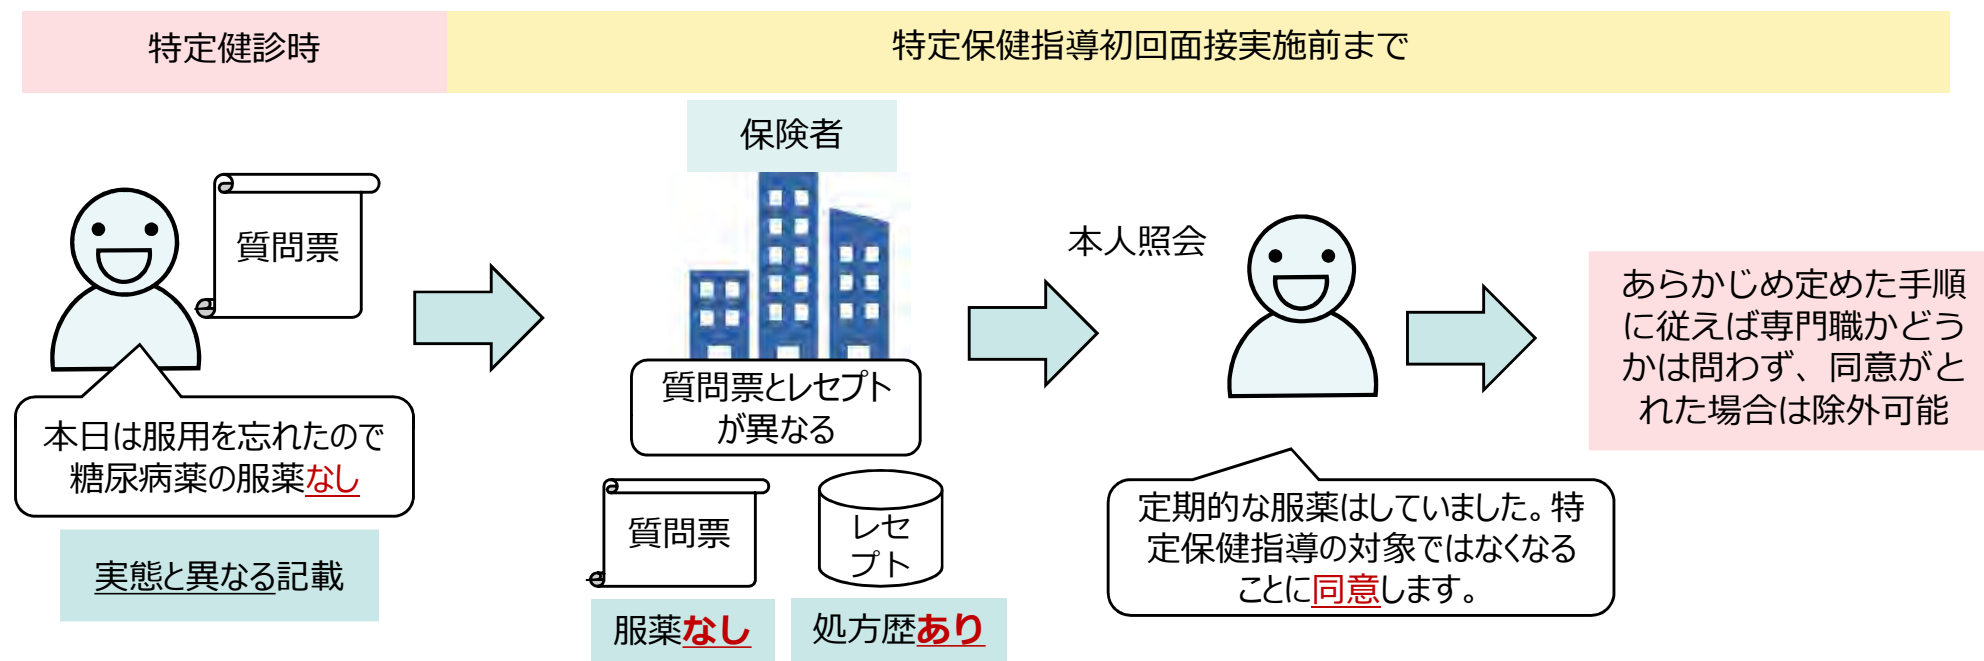 特定健診時
特定保健指導初回面接実施前まで
保険者
質問票
本日は服用を忘れたので
糖尿病薬の服薬なし
実態と異なる記載
質問票とレセプト
が異なる
質問票
レセ
プト
服薬なし
処方歴あり
本人照会
定期的な服薬はしていました。特
定保健指導の対象ではなくなる
ことに同意します。
あらかじめ定めた手順
に従えば専門職かどう
かは問わず、同意がと
れた場合は除外可能